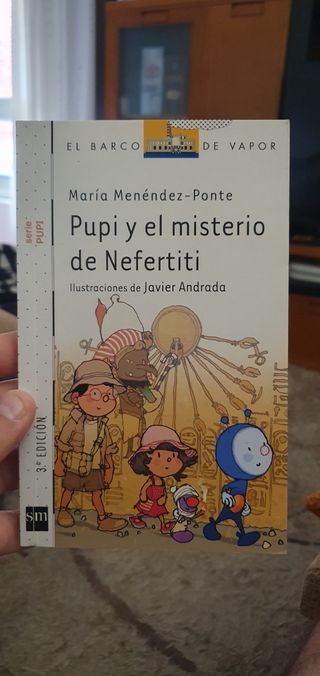 EL BARCO DE VAPOR
María Menéndez-Ponte
Pupi y el misterio
de Nefertiti
Ilustraciones de Javier Andrada
serie
PUPI
3.ª EDICIÓN
sm